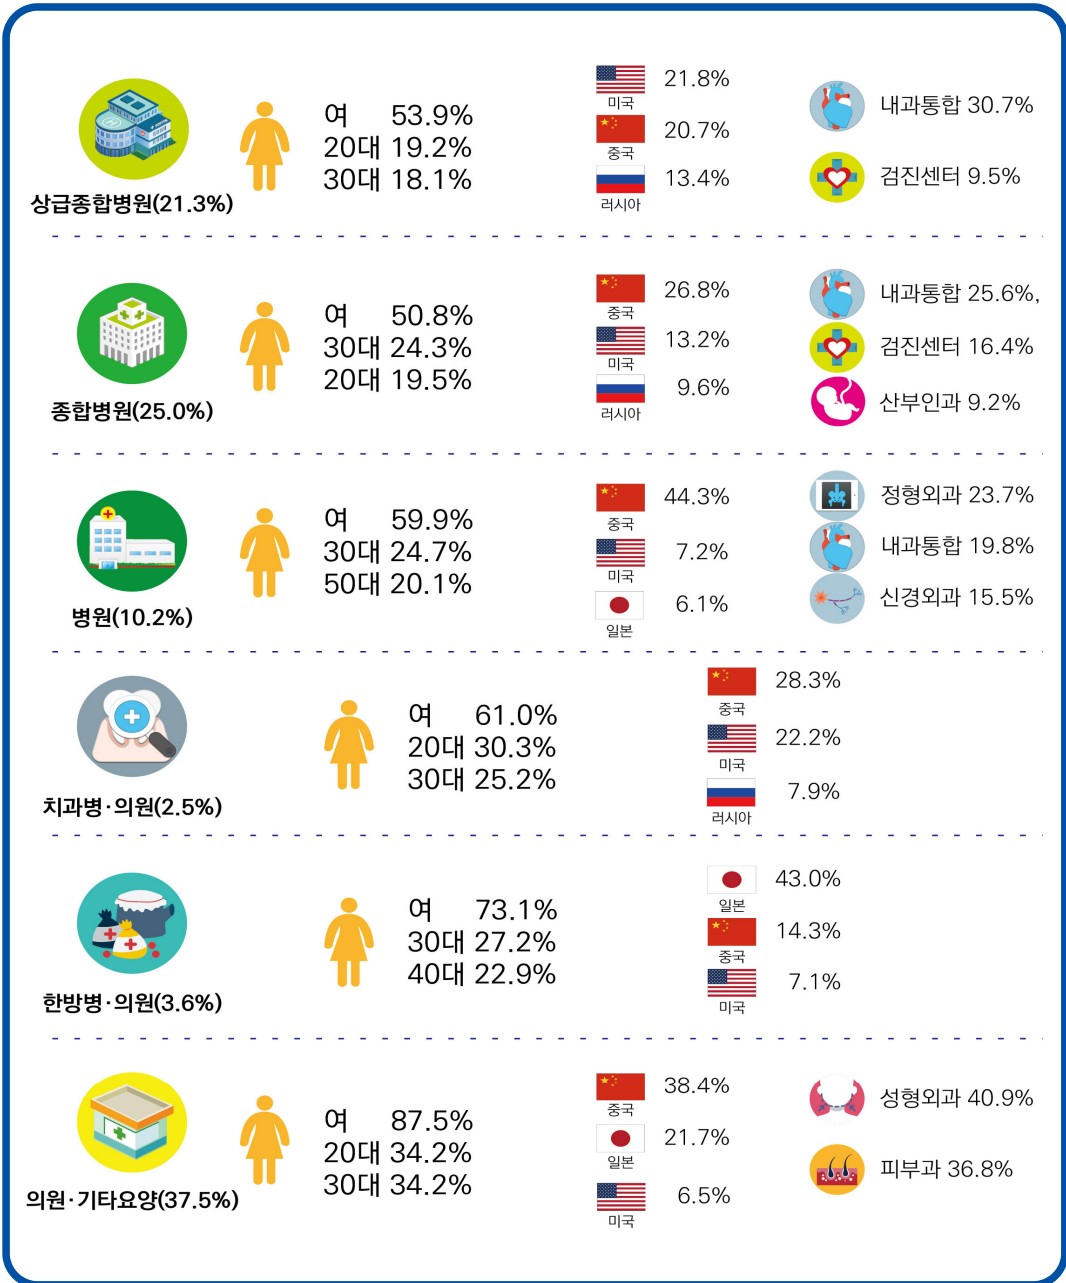 상급종합병원(21.3%)
여 53.9%
20대 19.2%
30대 18.1%
21.8%
미국
20.7%
중국
13.4%
러시아
내과통합 30.7%
검진센터 9.5%
종합병원(25.0%)
여 50.8%
30대 24.3%
20대 19.5%
26.8%
중국
13.2%
미국
9.6%
러시아
내과통합 25.6%,
검진센터 16.4%
산부인과 9.2%
병원(10.2%)
여 59.9%
30대 24.7%
50대 20.1%
44.3%
중국
7.2%
미국
6.1%
일본
정형외과 23.7%
내과통합 19.8%
신경외과 15.5%
치과병·의원(2.5%)
여 61.0%
20대 30.3%
30대 25.2%
28.3%
중국
22.2%
미국
7.9%
러시아
한방병·의원(3.6%)
여 73.1%
30대 27.2%
40대 22.9%
43.0%
일본
14.3%
중국
7.1%
미국
의원·기타요양(37.5%)
여 87.5%
20대 34.2%
30대 34.2%
38.4%
중국
21.7%
일본
6.5%
미국
성형외과 40.9%
피부과 36.8%